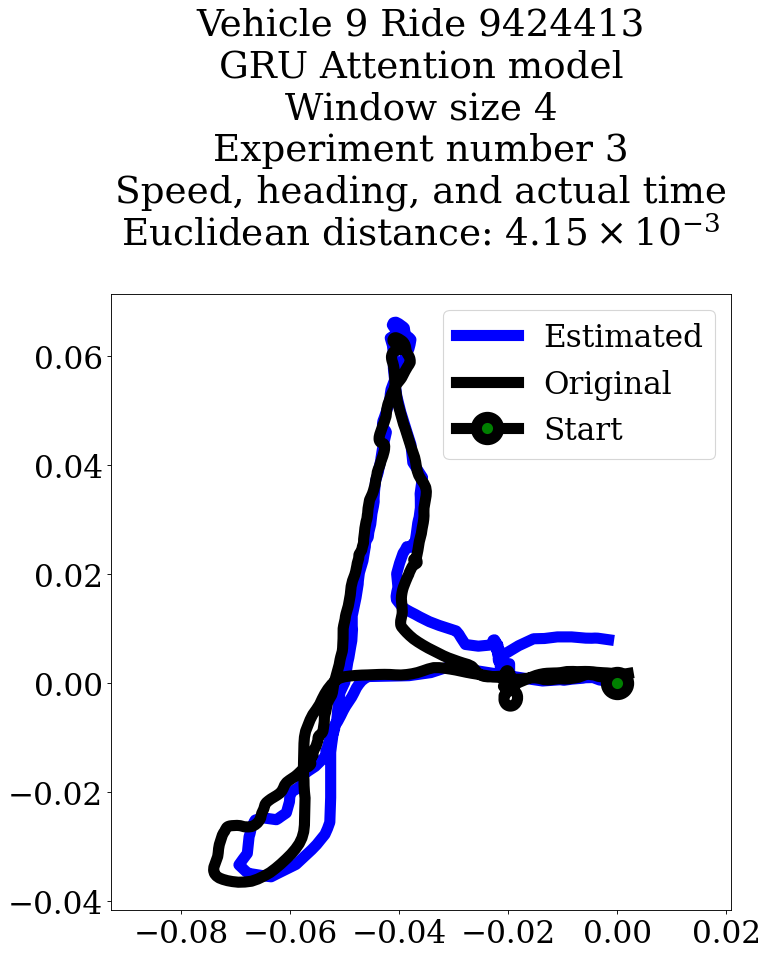 Vehicle 9 Ride 9424413
GRU Attention model
Window size 4
Experiment number 3
Speed, heading, and actual time
Euclidean distance: 4.15 × 10⁻³
Estimated
Original
Start
0.06
0.04
0.02
0.00
−0.02
−0.04
−0.08 −0.06 −0.04 −0.02 0.00 0.02